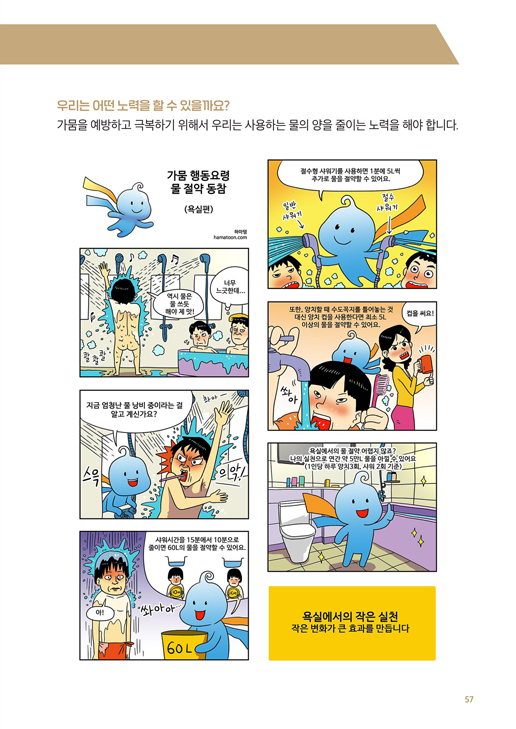 우리는 어떤 노력을 할 수 있을까요?
가뭄을 예방하고 극복하기 위해서 우리는 사용하는 물의 양을 줄이는 노력을 해야 합니다.
가뭄 행동요령
물 절약 동참
(욕실편)
하마탱
hamatoon.com
역시 물은
물 쓰듯
해야 제 맛!
너무
느긋한데...
콸 콸 콸
지금 엄청난 물 낭비 중이라는 걸
알고 계신가요?
쏴아
스윽
으악!
샤워시간을 15분에서 10분으로
줄이면 60L의 물을 절약할 수 있어요.
아!
쏴아아
60L
절수형 샤워기를 사용하면 1분에 5L씩
추가로 물을 절약할 수 있어요.
일반
샤워기
절수
샤워기
또한, 양치할 때 수도꼭지를 틀어놓는 것
대신 양치 컵을 사용한다면 최소 5L
이상의 물을 절약할 수 있어요.
컵을 써요!
쏴아
욕실에서의 물 절약 어렵지 않죠?
나의 실천으로 연간 약 5만L 물을 아낄 수 있어요
(1인당 하루 양치3회, 샤워 2회 기준)
욕실에서의 작은 실천
작은 변화가 큰 효과를 만듭니다
57